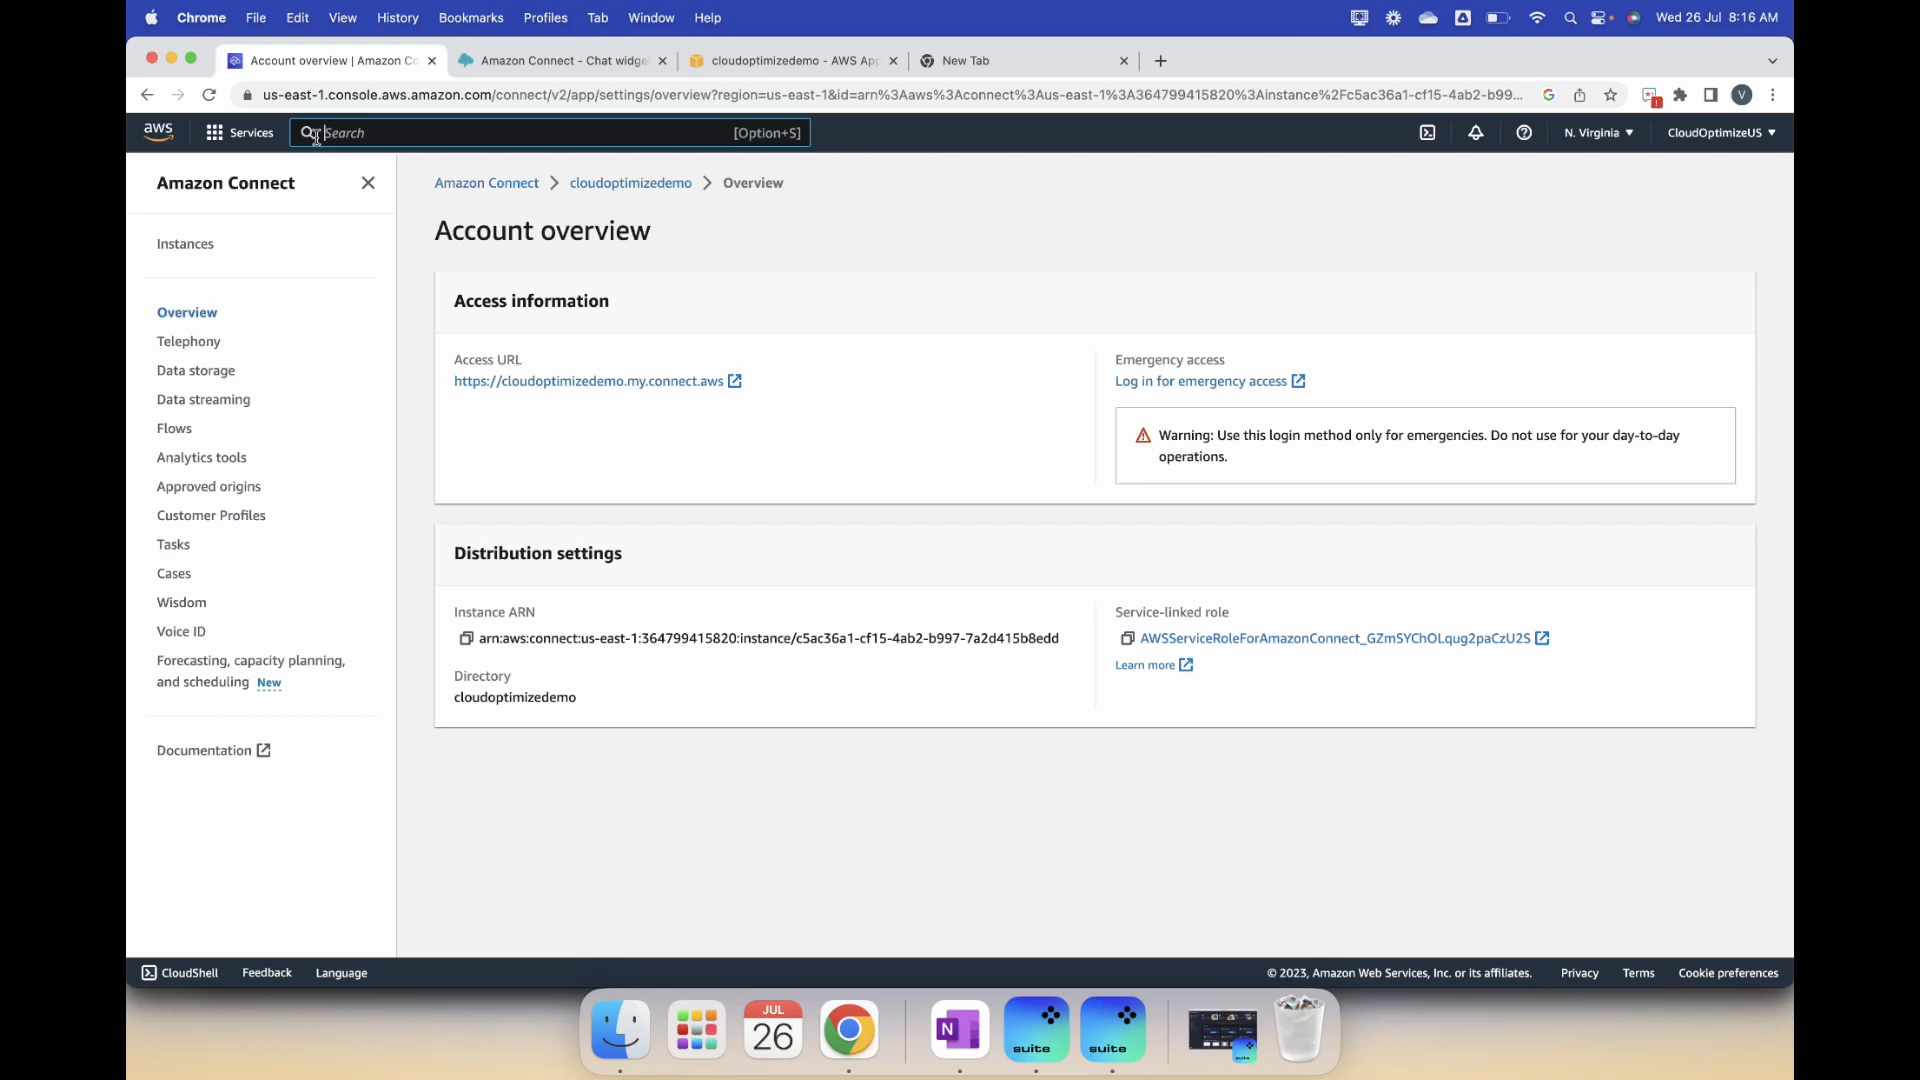 Chrome File Edit View History Bookmarks Profiles Tab Window Help Wed 26 Jul 8:16 AM
Account overview | Amazon Co Amazon Connect - Chat widge cloudoptimizedemo - AWS App New Tab
us-east-1.console.aws.amazon.com/connect/v2/app/settings/overview?region=us-east-1&id=arn%3Aaws%3Aconnect%3Aus-east-1%3A364799415820%3Ainstance%2Fc5ac36a1-cf15-4ab2-b99... V
aws Services Search [Option+S] N. Virginia CloudOptimizeUS
Amazon Connect
Instances
Overview
Telephony
Data storage
Data streaming
Flows
Analytics tools
Approved origins
Customer Profiles
Tasks
Cases
Wisdom
Voice ID
Forecasting, capacity planning,
and scheduling New
Documentation
Amazon Connect > cloudoptimizedemo > Overview
Account overview
Access information
Access URL
https://cloudoptimizedemo.my.connect.aws
Emergency access
Log in for emergency access
Warning: Use this login method only for emergencies. Do not use for your day-to-day
operations.
Distribution settings
Instance ARN
arn:aws:connect:us-east-1:364799415820:instance/c5ac36a1-cf15-4ab2-b997-7a2d415b8edd
Directory
cloudoptimizedemo
Service-linked role
AWSServiceRoleForAmazonConnect_GZmSYChOLqug2paCzU2S
Learn more
CloudShell Feedback Language © 2023, Amazon Web Services, Inc. or its affiliates. Privacy Terms Cookie preferences
JUL
26
N
suite
suite